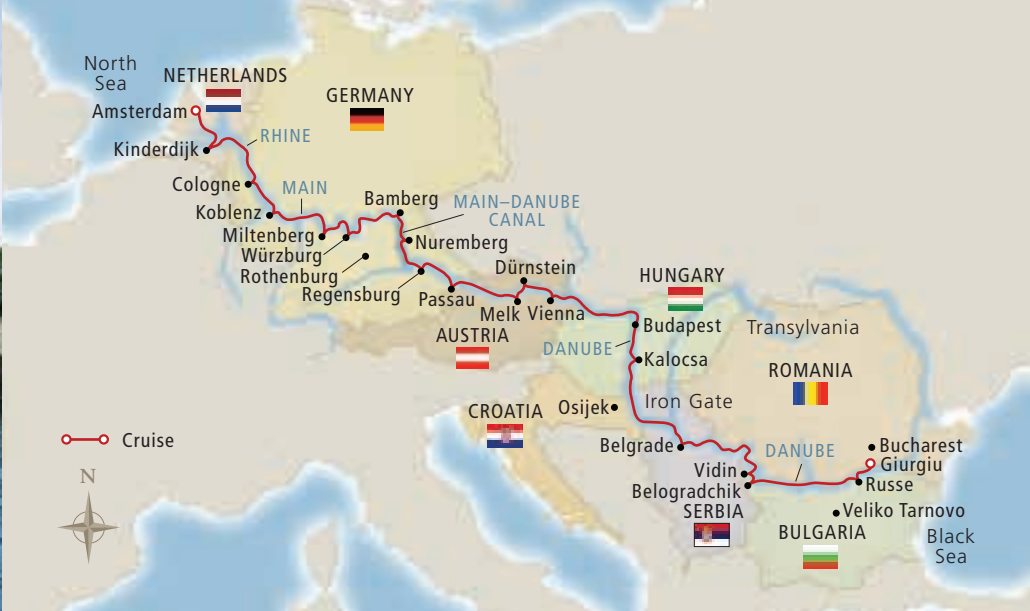 North
Sea
NETHERLANDS
GERMANY
Amsterdam
RHINE
Kinderdijk
Cologne
MAIN
Koblenz
Bamberg
MAIN–DANUBE
CANAL
Miltenberg
Würzburg
Nuremberg
Rothenburg
Regensburg
Dürnstein
Passau
Melk
Vienna
HUNGARY
AUSTRIA
Budapest
Transylvania
DANUBE
Kalocsa
ROMANIA
CROATIA
Osijek
Iron Gate
Cruise
Belgrade
DANUBE
Bucharest
Giurgiu
Vidin
Russe
Belogradchik
SERBIA
Veliko Tarnovo
BULGARIA
Black
Sea
N